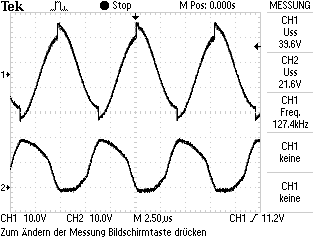 Tek Stop M Pos: 0.000s MESSUNG
CH1
Uss
39.6V
CH2
Uss
21.6V
CH1
Freq.
127.4kHz
CH1
keine
CH1
keine
1
2
CH1 10.0V CH2 10.0V M 2.50µs CH1 11.2V
Zum Ändern der Messung Bildschirmtaste drücken